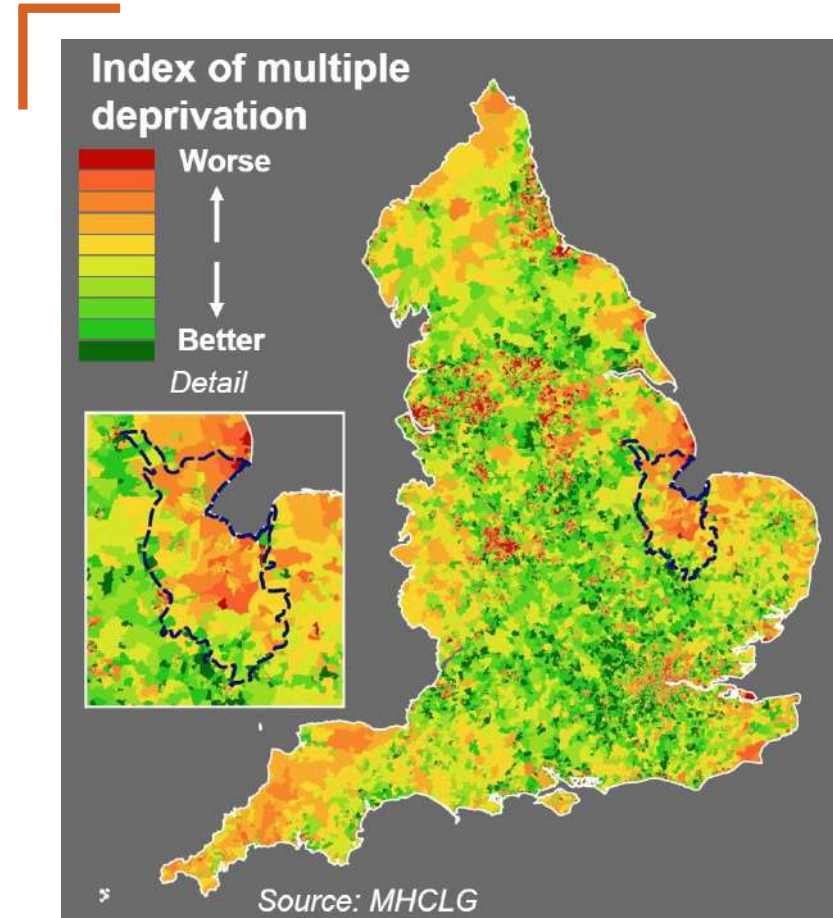 Index of multiple
deprivation
Worse
Better
Detail
Source: MHCLG